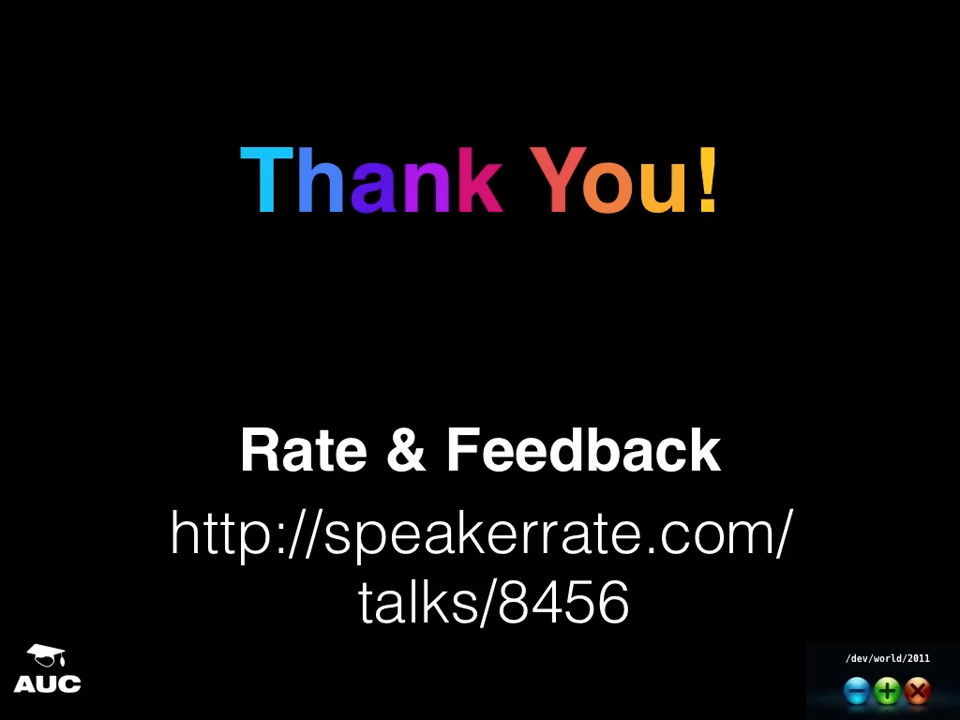 Thank You!
Rate & Feedback
http://speakerrate.com/
talks/8456
AUC
/dev/world/2011